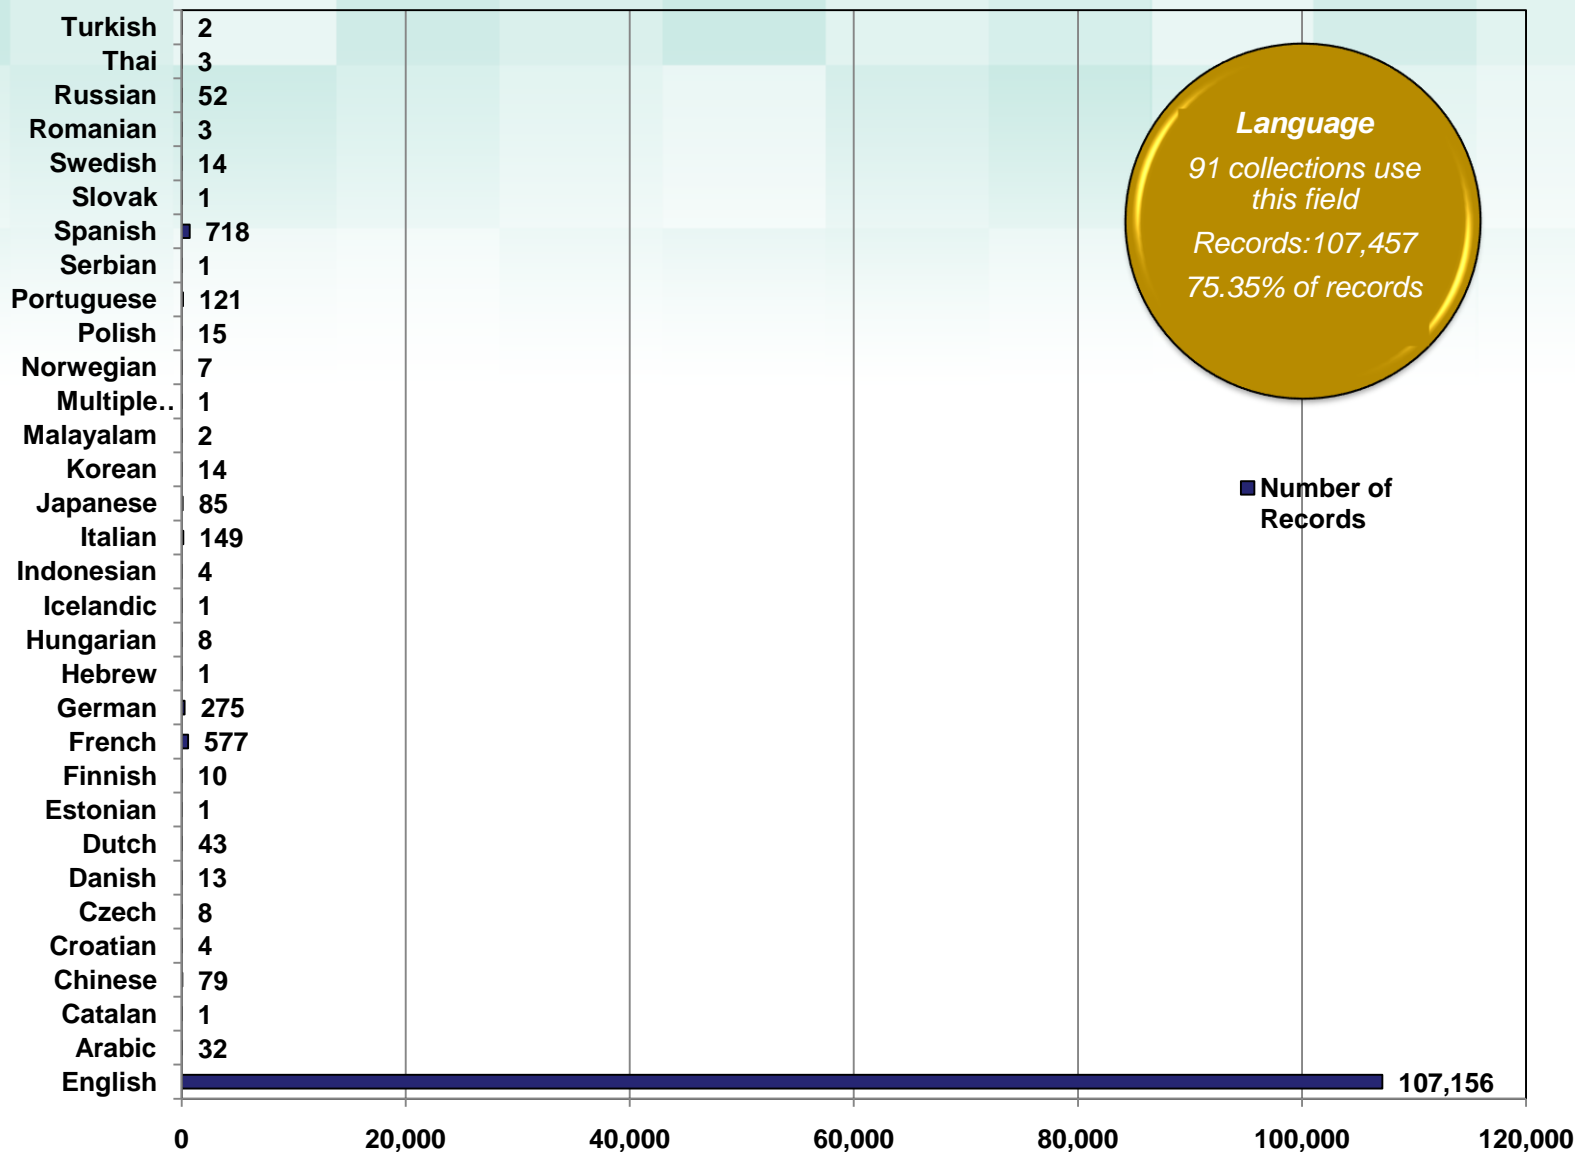 Turkish 2
Thai 3
Russian 52
Romanian 3
Swedish 14
Slovak 1
Spanish 718
Serbian 1
Portuguese 121
Polish 15
Norwegian 7
Multiple.. 1
Malayalam 2
Korean 14
Japanese 85
Italian 149
Indonesian 4
Icelandic 1
Hungarian 8
Hebrew 1
German 275
French 577
Finnish 10
Estonian 1
Dutch 43
Danish 13
Czech 8
Croatian 4
Chinese 79
Catalan 1
Arabic 32
English 107,156
0 20,000 40,000 60,000 80,000 100,000 120,000
Language
91 collections use
this field
Records:107,457
75.35% of records
Number of
Records